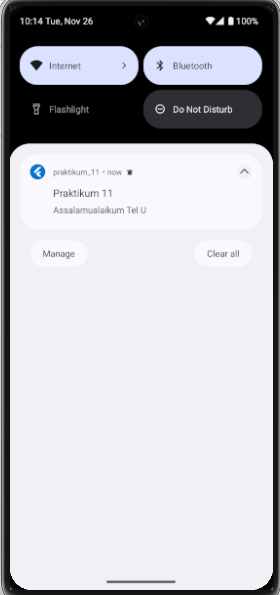 10:14 Tue, Nov 26
100%
Internet
Bluetooth
Flashlight
Do Not Disturb
praktikum_11 • now
Praktikum 11
Assalamualaikum Tel U
Manage
Clear all